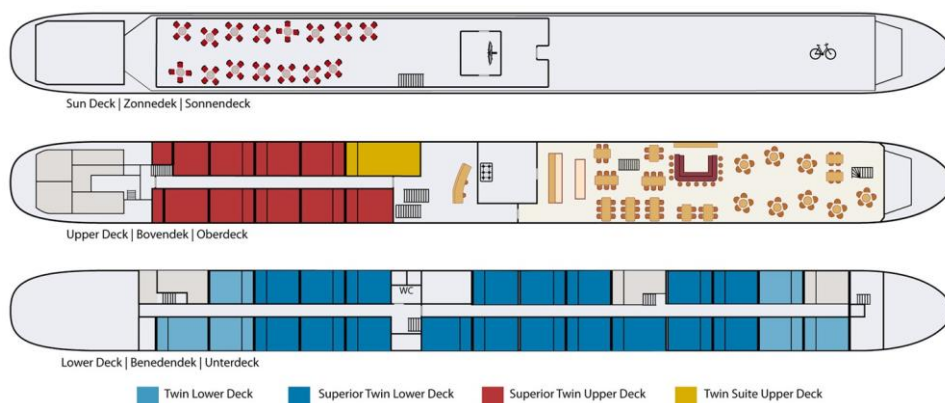 Sun Deck | Zonnedek | Sonnendeck
Upper Deck | Bovendek | Oberdeck
WC
Lower Deck | Benedendek | Unterdeck
Twin Lower Deck
Superior Twin Lower Deck
Superior Twin Upper Deck
Twin Suite Upper Deck